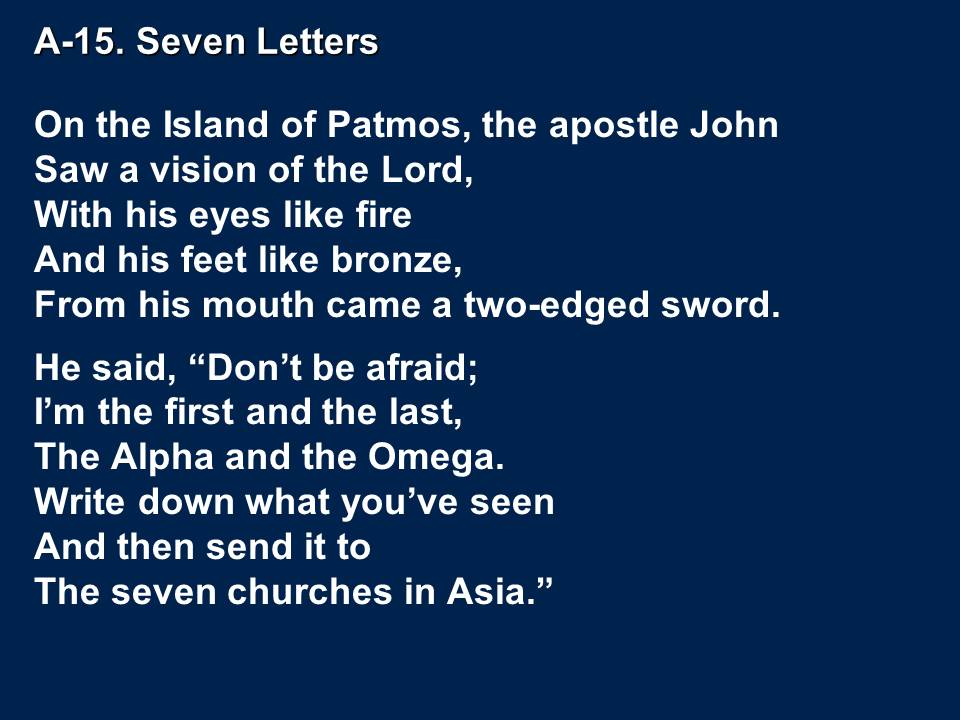 A-15. Seven Letters
On the Island of Patmos, the apostle John
Saw a vision of the Lord,
With his eyes like fire
And his feet like bronze,
From his mouth came a two-edged sword.
He said, “Don’t be afraid;
I’m the first and the last,
The Alpha and the Omega.
Write down what you’ve seen
And then send it to
The seven churches in Asia.”